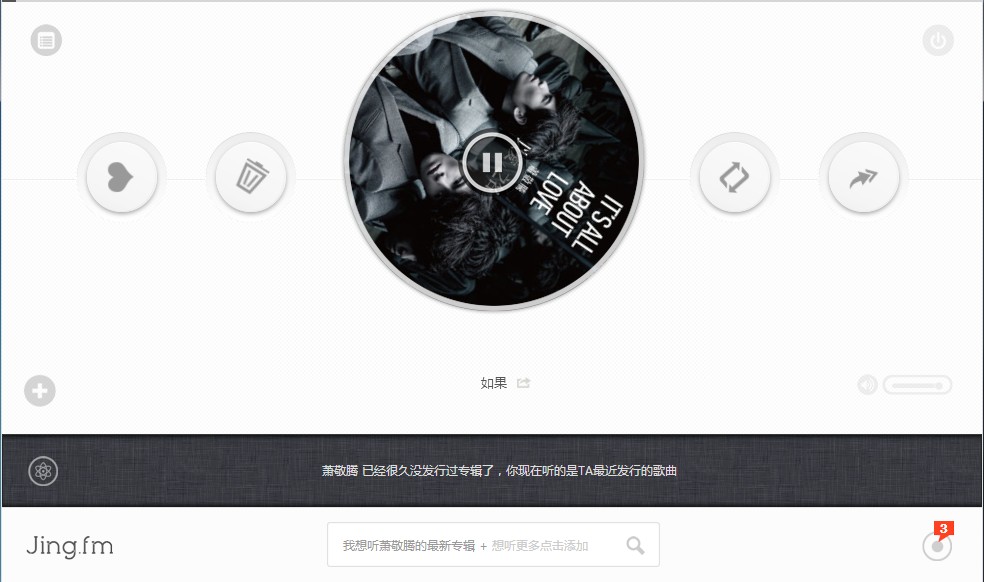 IT'S ALL
ABOUT
LOVE
如果
萧敬腾 已经很久没发行过专辑了，你现在听的是TA最近发行的歌曲
Jing.fm
我想听萧敬腾的最新专辑 + 想听更多点击添加
3